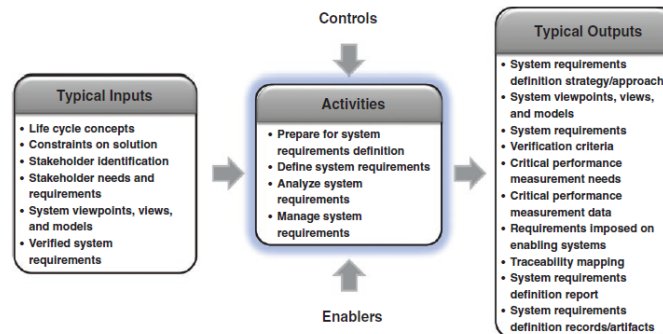 Controls
Typical Inputs
• Life cycle concepts
• Constraints on solution
• Stakeholder identification
• Stakeholder needs and
requirements
• System viewpoints, views,
and models
• Verified system
requirements
Activities
• Prepare for system
requirements definition
• Define system requirements
• Analyze system
requirements
• Manage system
requirements
Enablers
Typical Outputs
• System requirements
definition strategy/approach
• System viewpoints, views,
and models
• System requirements
• Verification criteria
• Critical performance
measurement needs
• Critical performance
measurement data
• Requirements imposed on
enabling systems
• Traceability mapping
• System requirements
definition report
• System requirements
definition records/artifacts